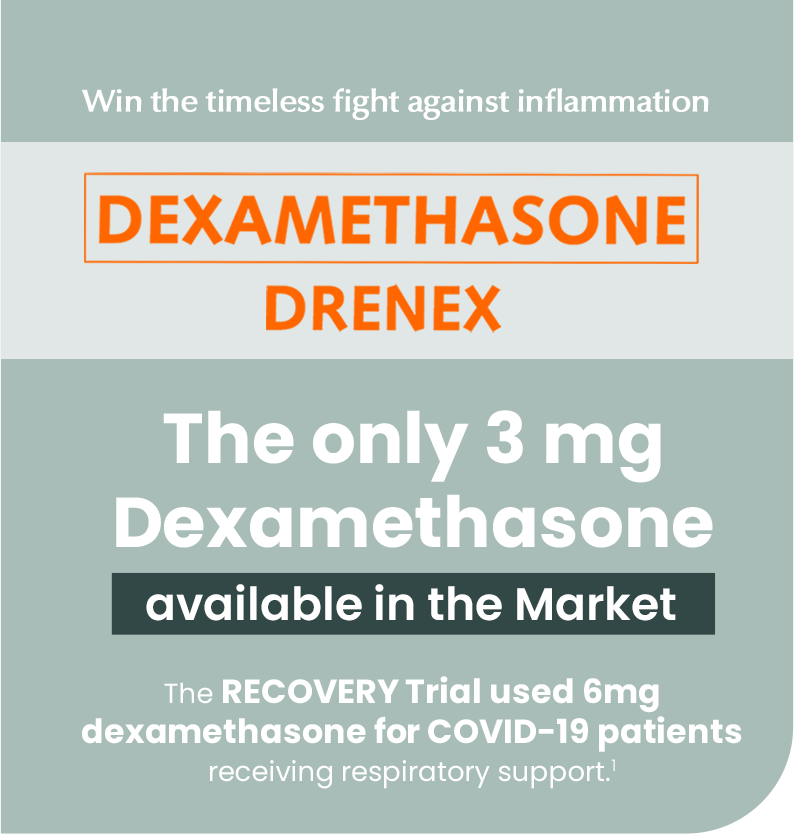 Win the timeless fight against inflammation
DEXAMETHASONE
DRENEX
The only 3 mg
Dexamethasone
available in the Market
The RECOVERY Trial used 6mg
dexamethasone for COVID-19 patients
receiving respiratory support.¹